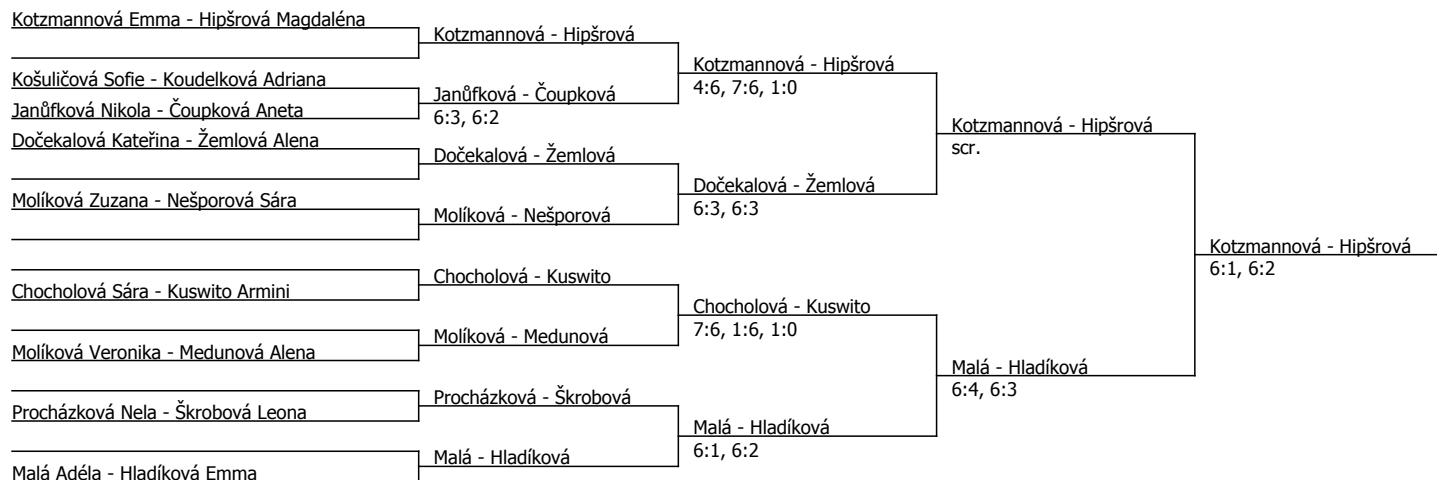 Kotzmannová Emma - Hipšrová Magdaléna
Kotzmannová - Hipšrová
Kotzmannová - Hipšrová
4:6, 7:6, 1:0
Košuličová Sofie - Koudelková Adriana
Janůfková - Čoupková
6:3, 6:2
Janůfková Nikola - Čoupková Aneta
Kotzmannová - Hipšrová
scr.
Dočekalová Kateřina - Žemlová Alena
Dočekalová - Žemlová
Dočekalová - Žemlová
6:3, 6:3
Molíková Zuzana - Nešporová Sára
Molíková - Nešporová
Kotzmannová - Hipšrová
6:1, 6:2
Chocholová - Kuswito
Chocholová Sára - Kuswito Armini
Chocholová - Kuswito
7:6, 1:6, 1:0
Molíková - Medunová
Molíková Veronika - Medunová Alena
Malá - Hladíková
6:4, 6:3
Procházková - Škrobová
Procházková Nela - Škrobová Leona
Malá - Hladíková
6:1, 6:2
Malá - Hladíková
Malá Adéla - Hladíková Emma